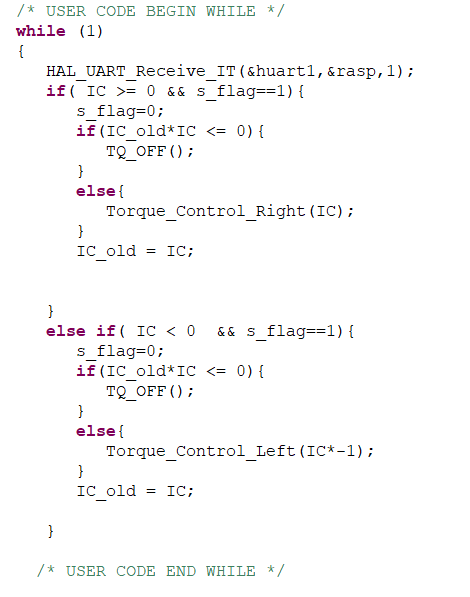 /* USER CODE BEGIN WHILE */
while (1)
{
HAL_UART_Receive_IT(&huart1,&rasp,1);
if( IC >= 0 && s_flag==1){
s_flag=0;
if(IC_old*IC <= 0){
TQ_OFF();
}
else{
Torque_Control_Right(IC);
}
IC_old = IC;
}
else if( IC < 0  && s_flag==1){
s_flag=0;
if(IC_old*IC <= 0){
TQ_OFF();
}
else{
Torque_Control_Left(IC*-1);
}
IC_old = IC;
}
/* USER CODE END WHILE */